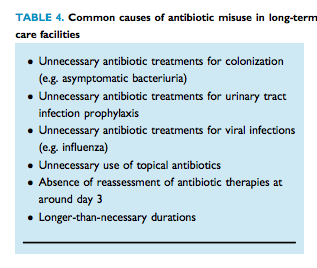 TABLE 4. Common causes of antibiotic misuse in long-term
care facilities
• Unnecessary antibiotic treatments for colonization
(e.g. asymptomatic bacteriuria)
• Unnecessary antibiotic treatments for urinary tract
infection prophylaxis
• Unnecessary antibiotic treatments for viral infections
(e.g. influenza)
• Unnecessary use of topical antibiotics
• Absence of reassessment of antibiotic therapies at
around day 3
• Longer-than-necessary durations